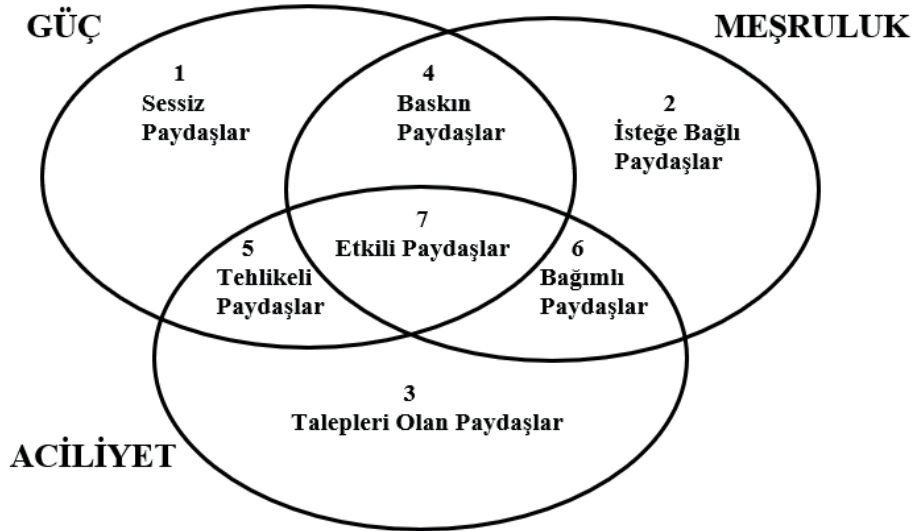 GÜÇ
MEŞRULUK
1
Sessiz
Paydaşlar
4
Baskın
Paydaşlar
2
İsteğe Bağlı
Paydaşlar
7
Etkili Paydaşlar
5
Tehlikeli
Paydaşlar
6
Bağımlı
Paydaşlar
3
Talepleri Olan Paydaşlar
ACİLİYET